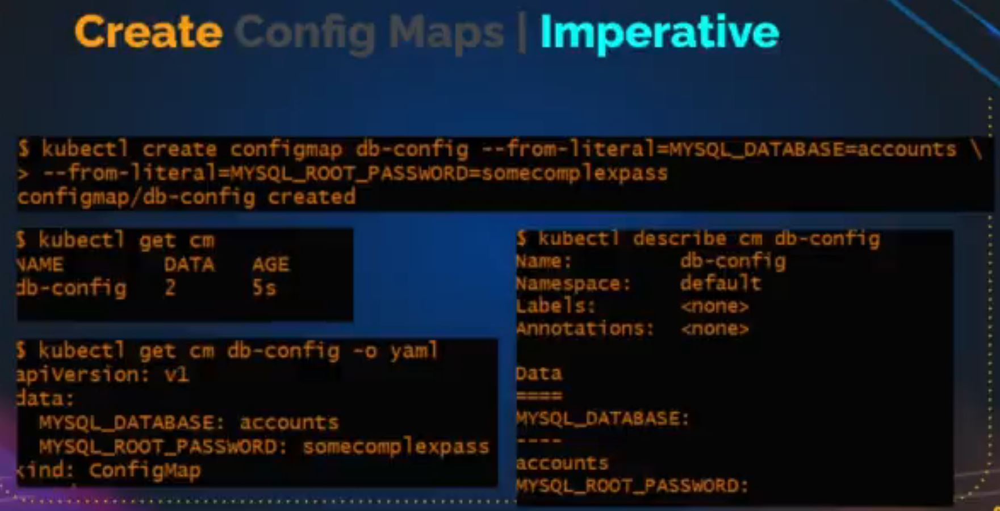 Create Config Maps | Imperative
$ kubectl create configmap db-config --from-literal=MYSQL_DATABASE=accounts \
> --from-literal=MYSQL_ROOT_PASSWORD=somecomplexpass
configmap/db-config created
$ kubectl get cm
NAME DATA AGE
db-config 2 5s
$ kubectl get cm db-config -o yaml
apiVersion: v1
data:
  MYSQL_DATABASE: accounts
  MYSQL_ROOT_PASSWORD: somecomplexpass
kind: ConfigMap
$ kubectl describe cm db-config
Name: db-config
Namespace: default
Labels: <none>
Annotations: <none>
Data
====
MYSQL_DATABASE:
----
accounts
MYSQL_ROOT_PASSWORD: